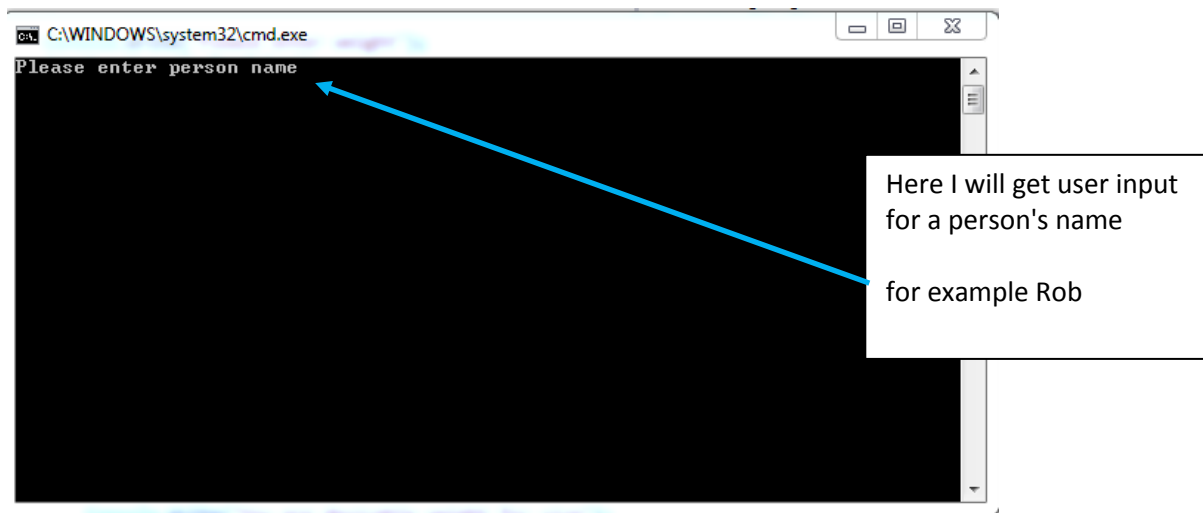 C:\WINDOWS\system32\cmd.exe
Please enter person name
Here I will get user input
for a person's name
for example Rob